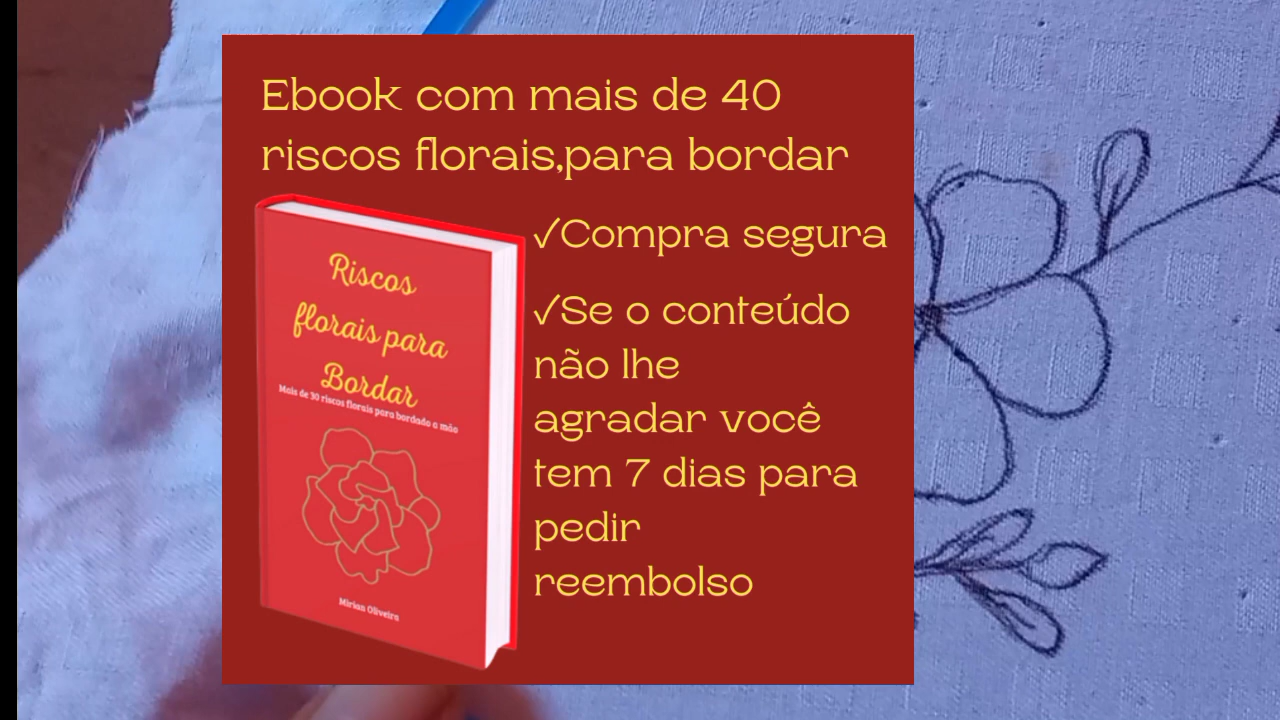 Ebook com mais de 40
riscos florais,para bordar
✓Compra segura
✓Se o conteúdo
não lhe
agradar você
tem 7 dias para
pedir
reembolso
Riscos
florais para
Bordar
Mais de 30 riscos florais para bordado a mão
Mirian Oliveira